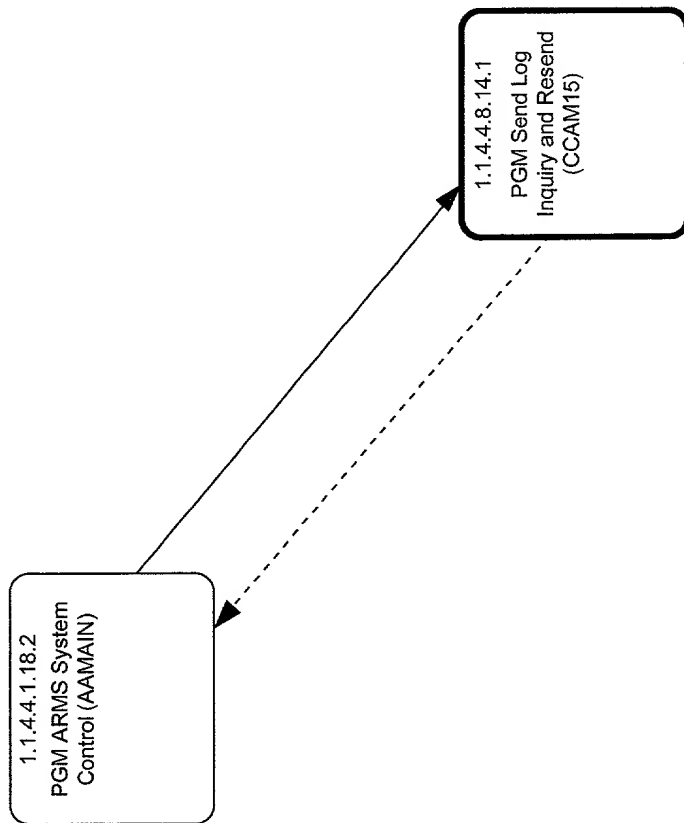 1.1.4.4.1.18.2
PGM ARMS System
Control (AAMAIN)
1.1.4.4.8.14.1
PGM Send Log
Inquiry and Resend
(CCAM15)